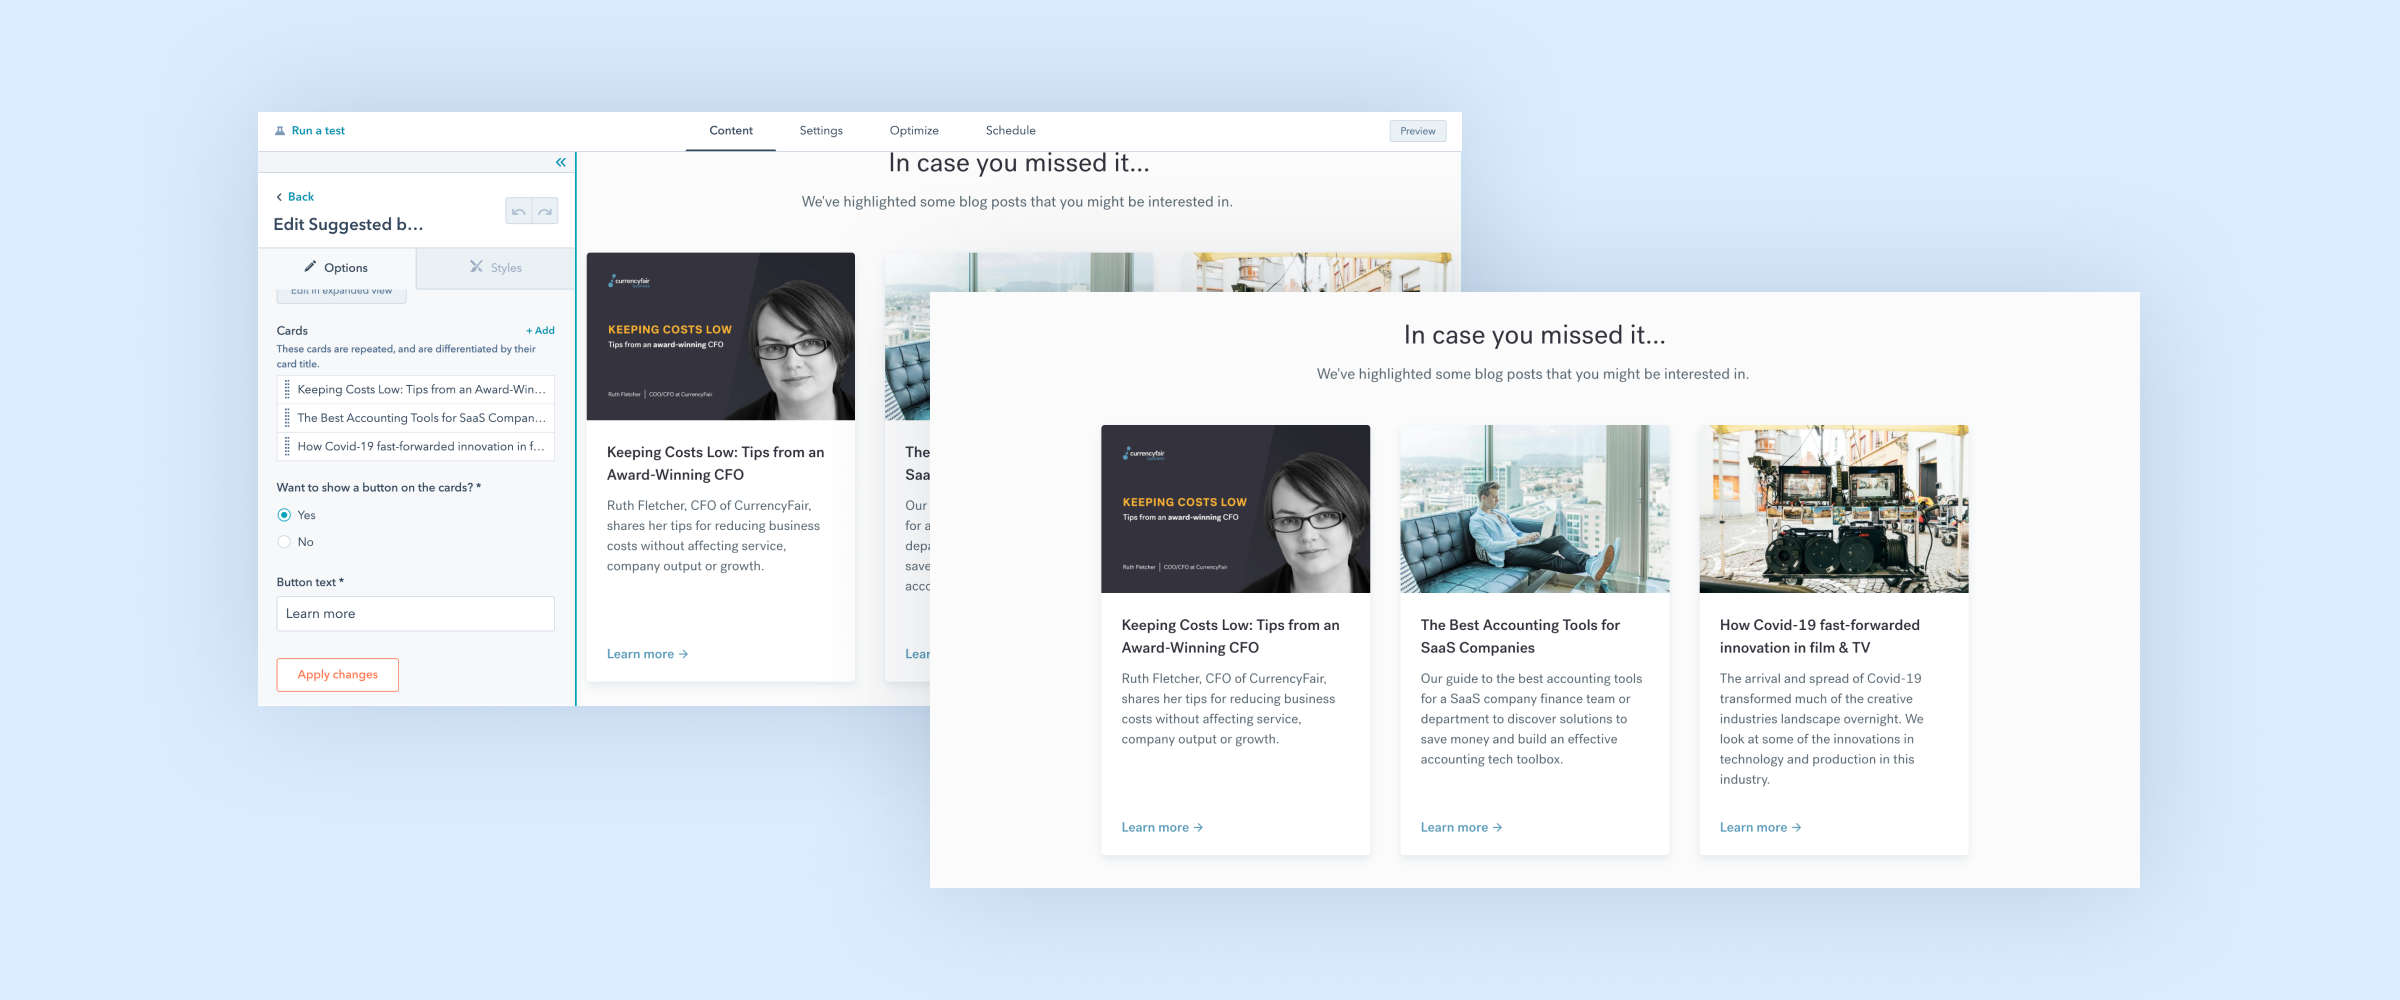 Run a test
Content
Settings
Optimize
Schedule
Preview
«
Back
Edit Suggested b...
Options
Styles
Edit in expanded view
Cards
+ Add
These cards are repeated, and are differentiated by their
card title.
Keeping Costs Low: Tips from an Award-Win...
The Best Accounting Tools for SaaS Compan...
How Covid-19 fast-forwarded innovation in f...
Want to show a button on the cards? *
Yes
No
Button text *
Learn more
Apply changes
In case you missed it...
We've highlighted some blog posts that you might be interested in.
currencyfair
KEEPING COSTS LOW
Tips from an award-winning CFO
Ruth Fletcher | COO/CFO at CurrencyFair
Keeping Costs Low: Tips from an
Award-Winning CFO
Ruth Fletcher, CFO of CurrencyFair,
shares her tips for reducing business
costs without affecting service,
company output or growth.
Learn more →
The
Saa
Our
for a
depa
save
acco
Lear
In case you missed it...
We've highlighted some blog posts that you might be interested in.
currencyfair
KEEPING COSTS LOW
Tips from an award-winning CFO
Ruth Fletcher | COO/CFO at CurrencyFair
Keeping Costs Low: Tips from an
Award-Winning CFO
Ruth Fletcher, CFO of CurrencyFair,
shares her tips for reducing business
costs without affecting service,
company output or growth.
Learn more →
The Best Accounting Tools for
SaaS Companies
Our guide to the best accounting tools
for a SaaS company finance team or
department to discover solutions to
save money and build an effective
accounting tech toolbox.
Learn more →
How Covid-19 fast-forwarded
innovation in film & TV
The arrival and spread of Covid-19
transformed much of the creative
industries landscape overnight. We
look at some of the innovations in
technology and production in this
industry.
Learn more →